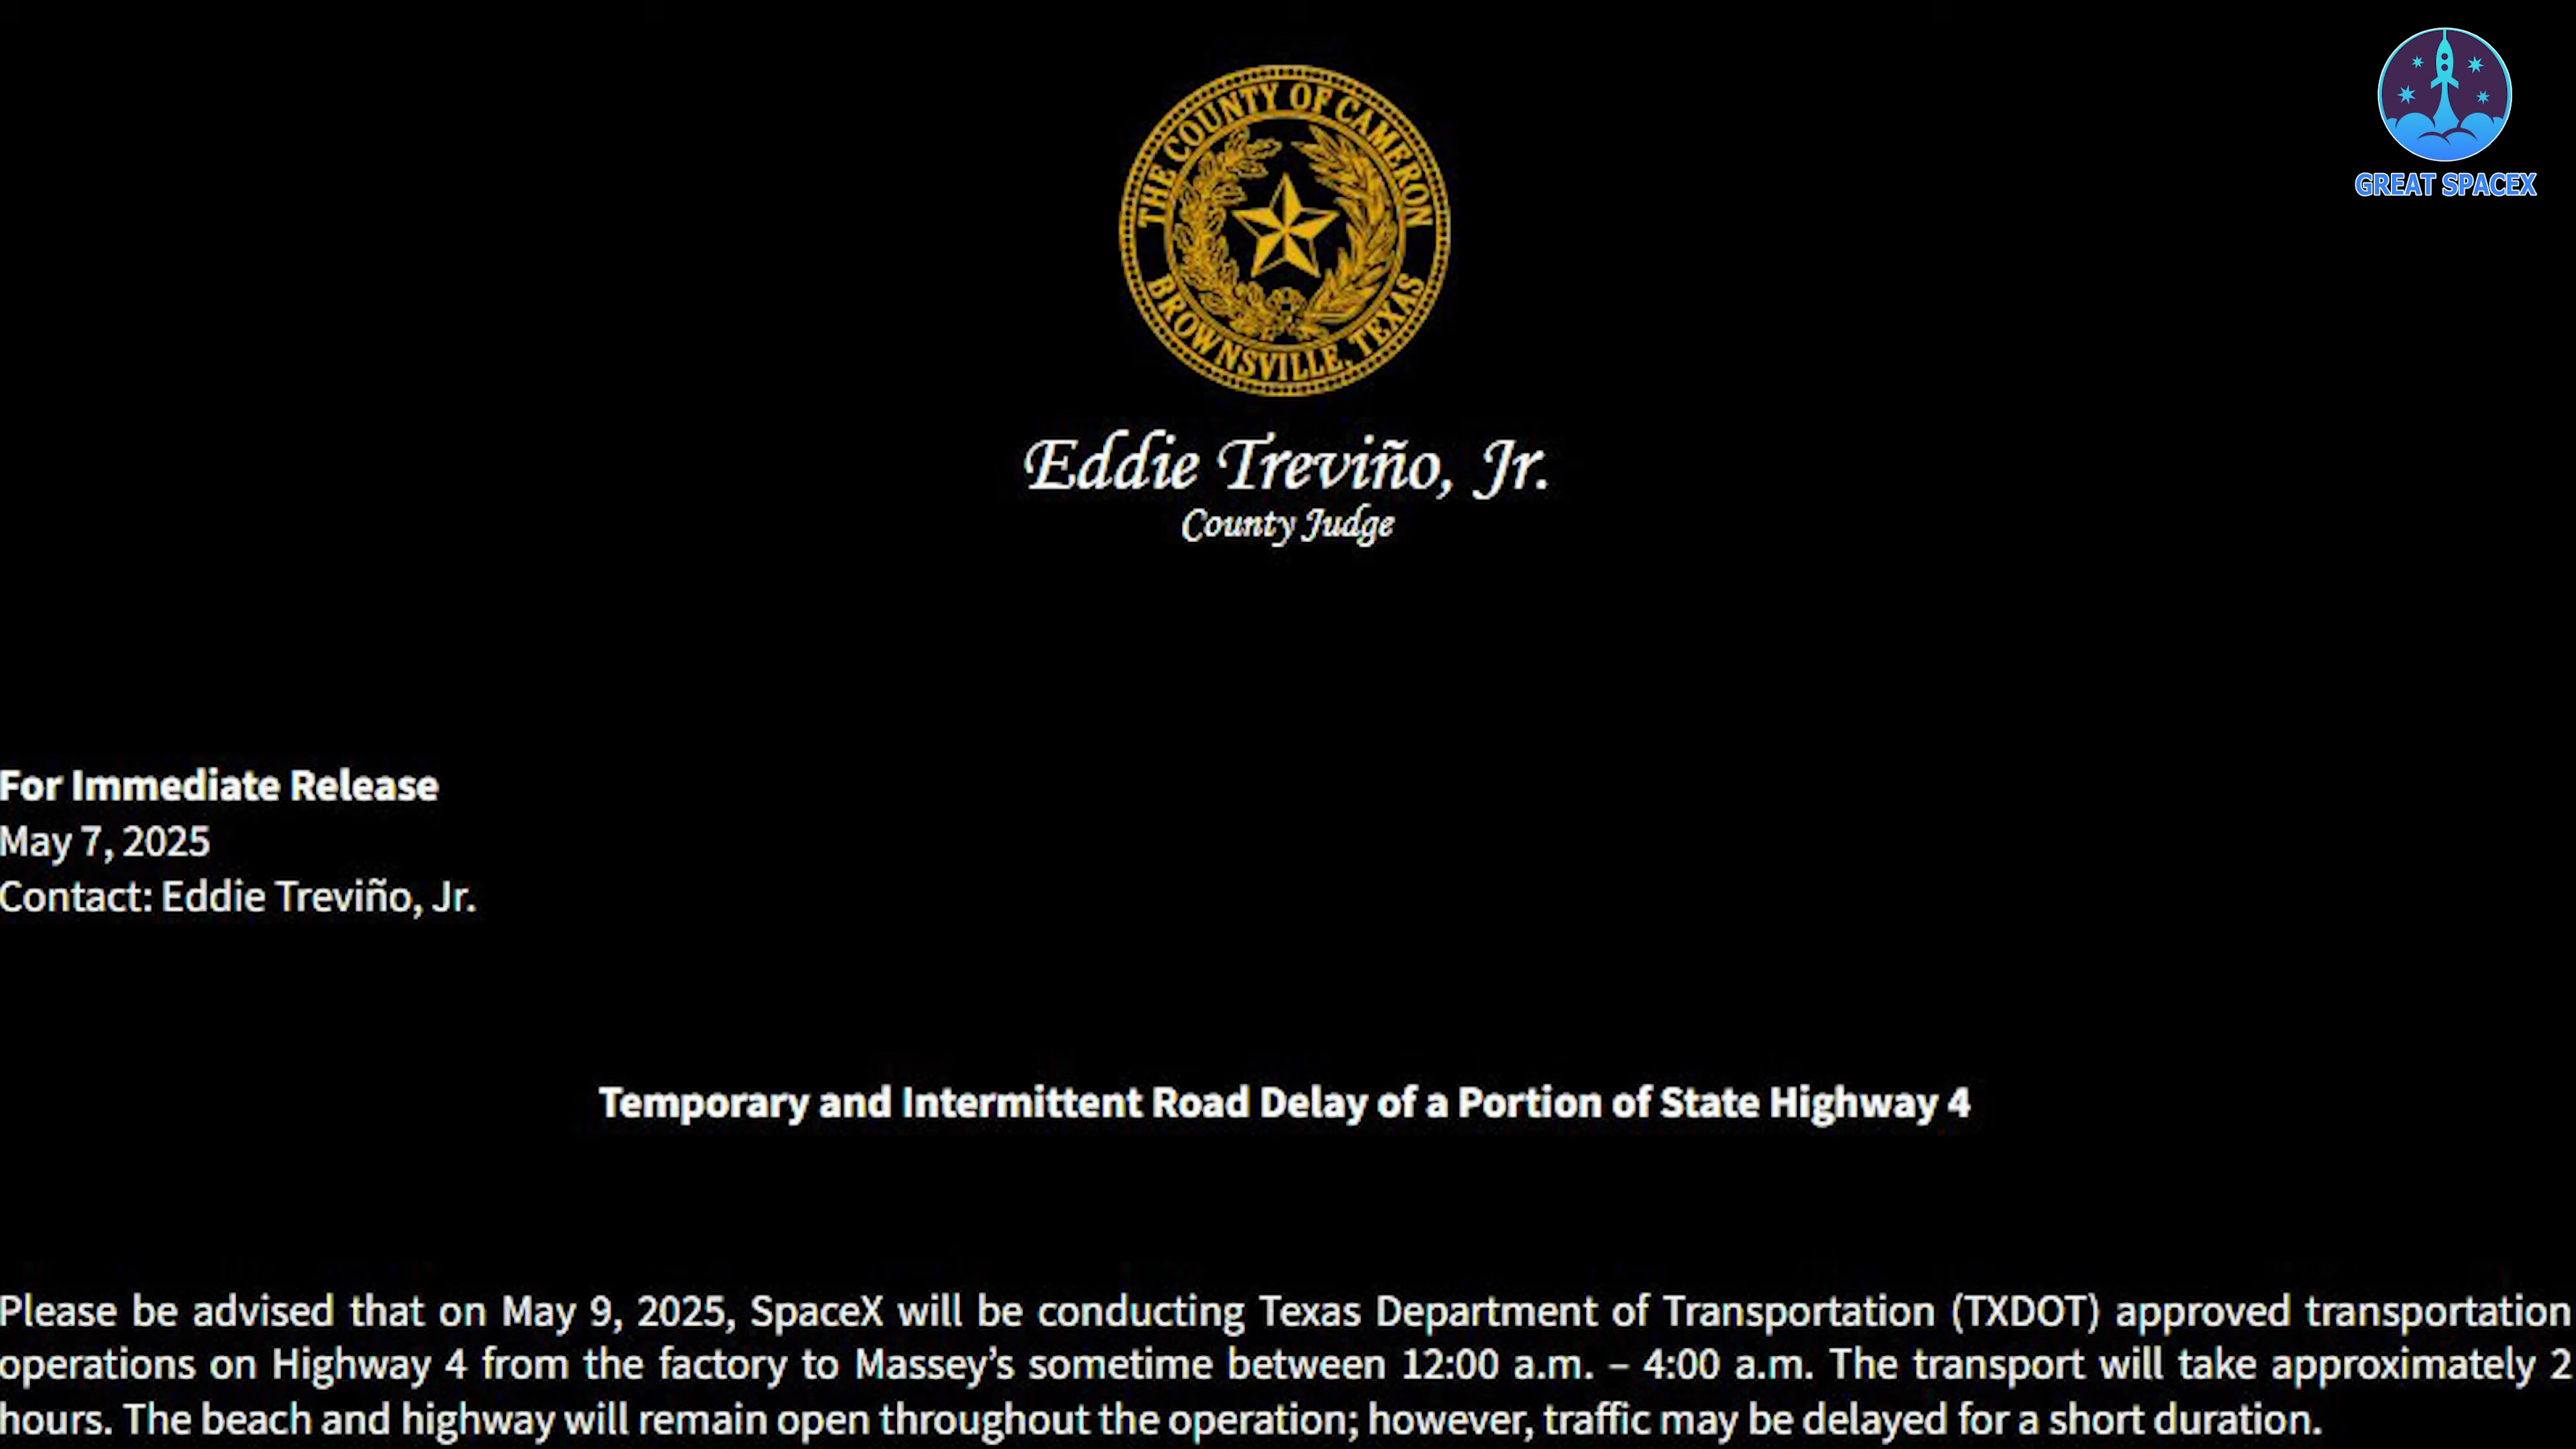 THE COUNTY OF CAMERON
BROWNSVILLE, TEXAS
GREAT SPACEX
Eddie Treviño, Jr.
County Judge
For Immediate Release
May 7, 2025
Contact: Eddie Treviño, Jr.
Temporary and Intermittent Road Delay of a Portion of State Highway 4
Please be advised that on May 9, 2025, SpaceX will be conducting Texas Department of Transportation (TXDOT) approved transportation
operations on Highway 4 from the factory to Massey’s sometime between 12:00 a.m. – 4:00 a.m. The transport will take approximately 2
hours. The beach and highway will remain open throughout the operation; however, traffic may be delayed for a short duration.